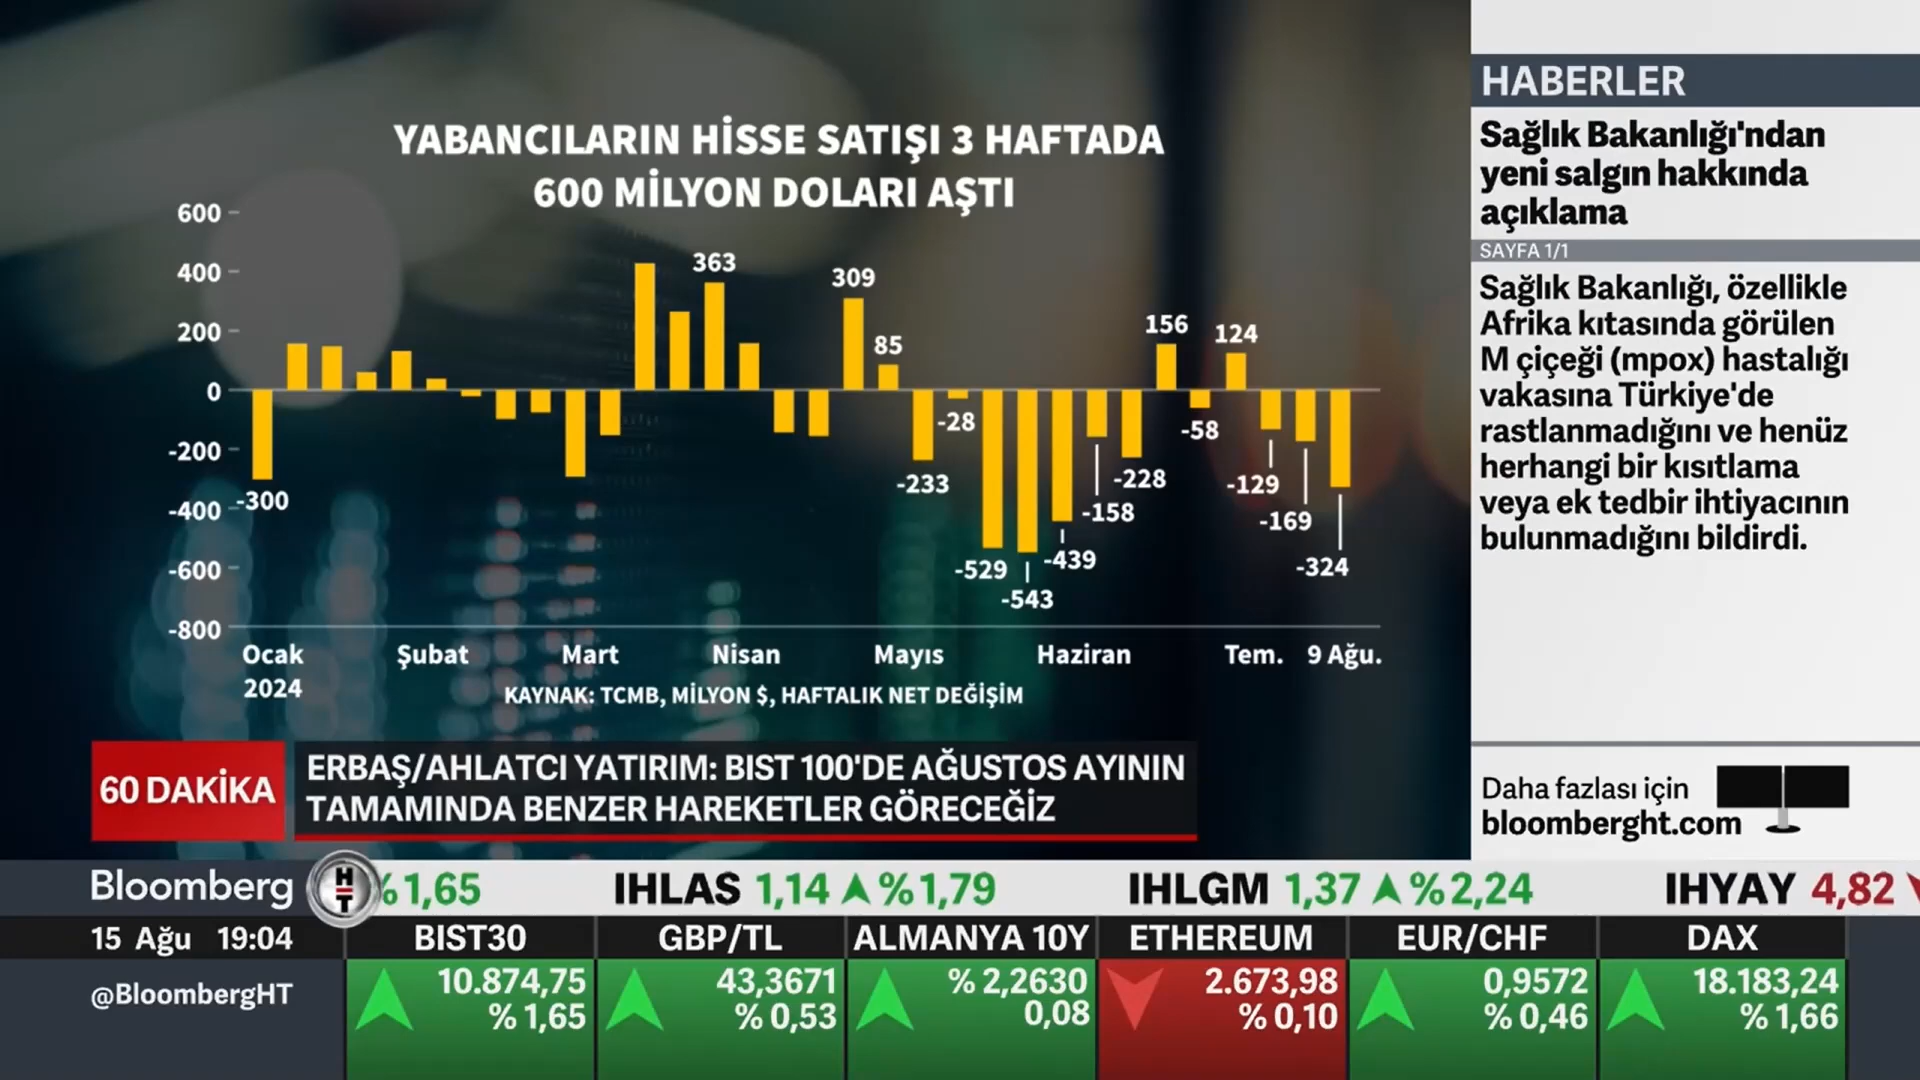 YABANCILARIN HİSSE SATIŞI 3 HAFTADA
600 MİLYON DOLARI AŞTI
600
400
200
0
-200
-400
-600
-800
-300
363
309
85
-233
-28
-529
-543
-439
-158
-228
156
-58
124
-129
-169
-324
Ocak
2024
Şubat
Mart
Nisan
Mayıs
Haziran
Tem.
9 Ağu.
KAYNAK: TCMB, MİLYON $, HAFTALIK NET DEĞİŞİM
HABERLER
Sağlık Bakanlığı'ndan
yeni salgın hakkında
açıklama
SAYFA 1/1
Sağlık Bakanlığı, özellikle
Afrika kıtasında görülen
M çiçeği (mpox) hastalığı
vakasına Türkiye'de
rastlanmadığını ve henüz
herhangi bir kısıtlama
veya ek tedbir ihtiyacının
bulunmadığını bildirdi.
Daha fazlası için
bloomberght.com
60 DAKİKA
ERBAŞ/AHLATCI YATIRIM: BIST 100'DE AĞUSTOS AYININ
TAMAMINDA BENZER HAREKETLER GÖRECEĞİZ
Bloomberg HT
%1,65 IHLAS 1,14 %1,79 IHLGM 1,37 %2,24 IHYAY 4,82
15 Ağu 19:04
@BloombergHT
BIST30
10.874,75
% 1,65
GBP/TL
43,3671
% 0,53
ALMANYA 10Y
% 2,2630
0,08
ETHEREUM
2.673,98
% 0,10
EUR/CHF
0,9572
% 0,46
DAX
18.183,24
% 1,66